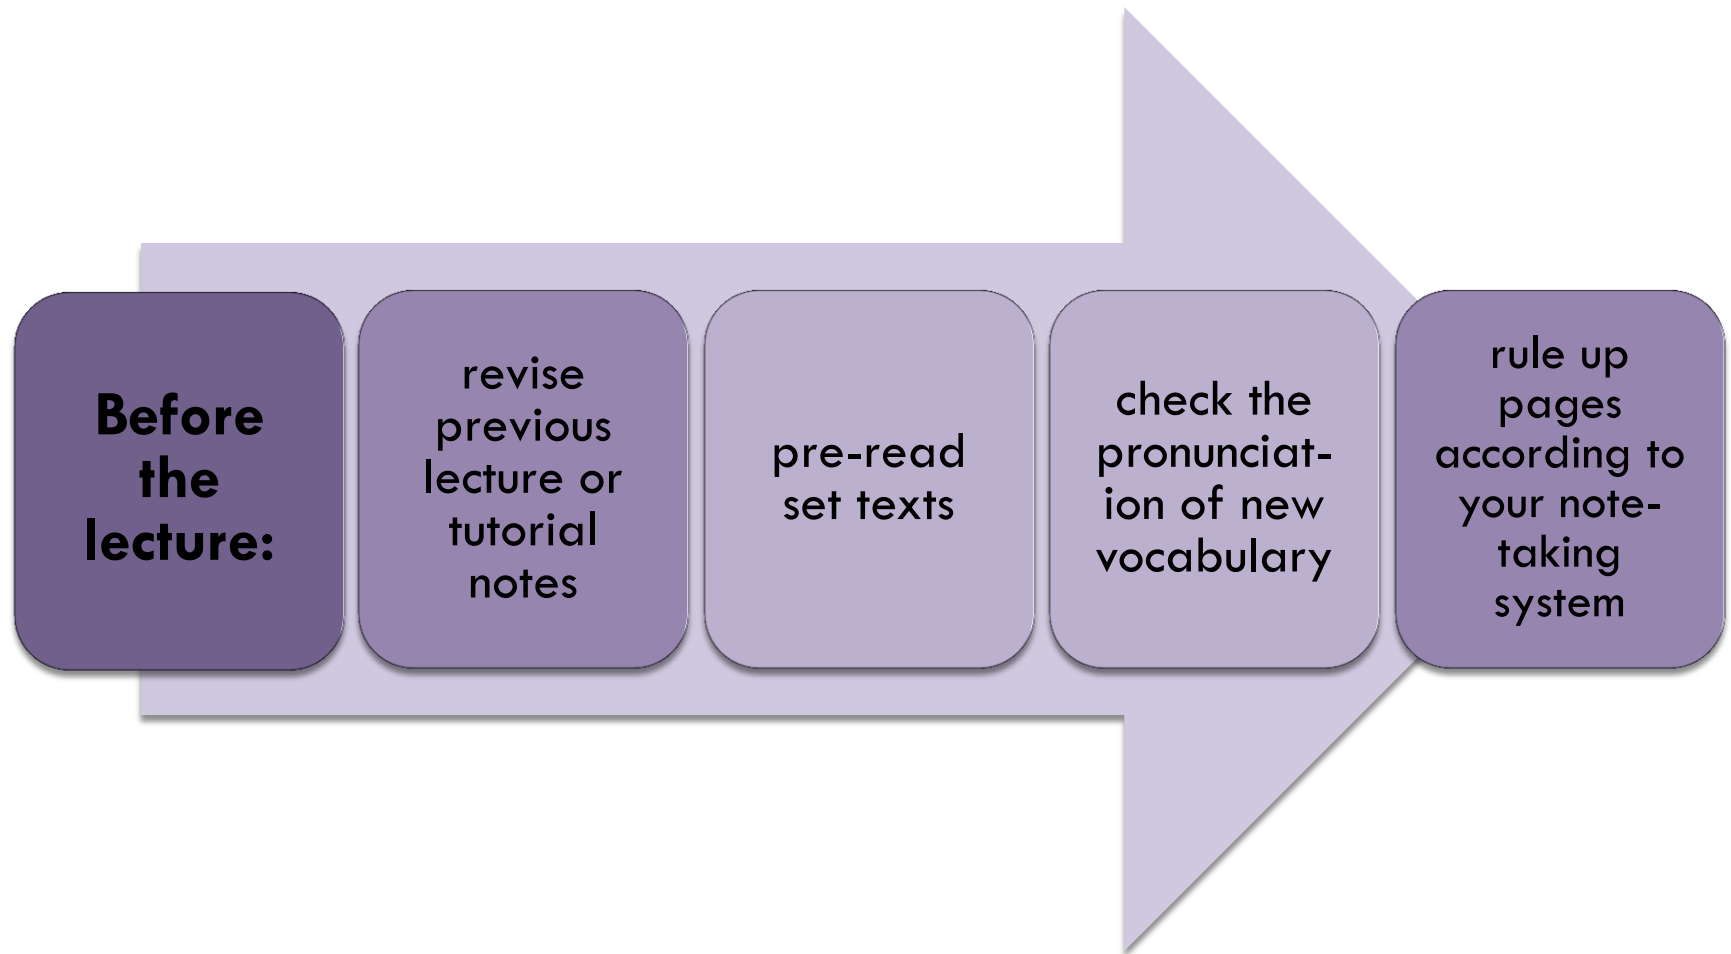 Before
the
lecture:
revise
previous
lecture or
tutorial
notes
pre-read
set texts
check the
pronunciat-
ion of new
vocabulary
rule up
pages
according to
your note-
taking
system